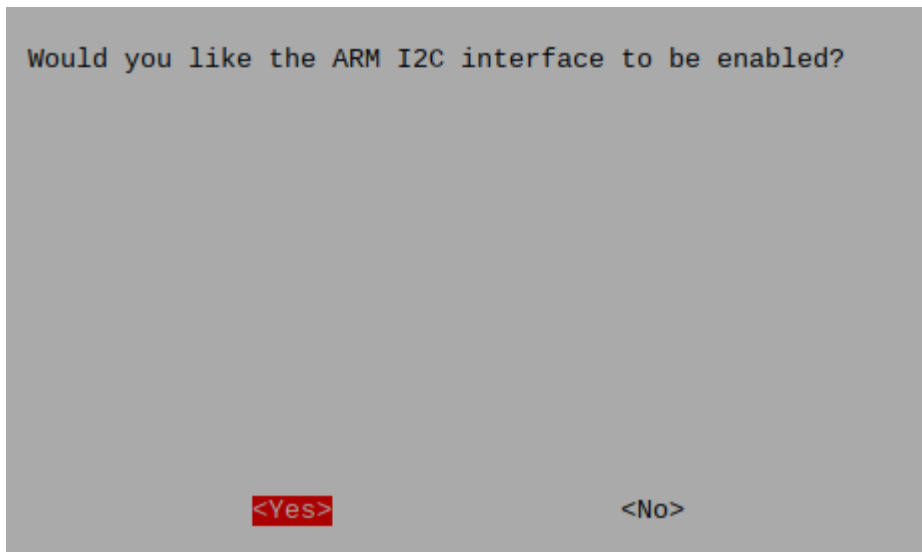 Would you like the ARM I2C interface to be enabled?
<Yes> <No>